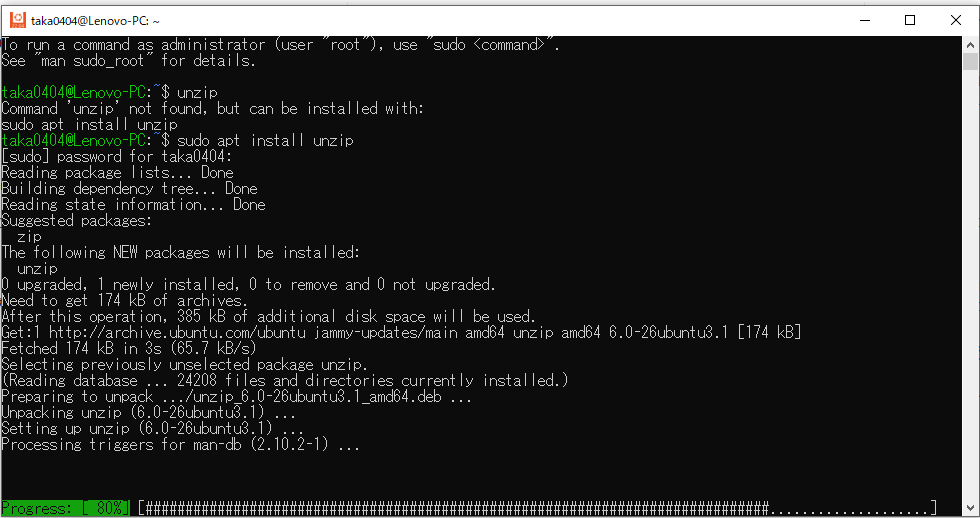 taka0404@Lenovo-PC: ~
To run a command as administrator (user "root"), use "sudo <command>".
See "man sudo_root" for details.
taka0404@Lenovo-PC:~$ unzip
Command 'unzip' not found, but can be installed with:
sudo apt install unzip
taka0404@Lenovo-PC:~$ sudo apt install unzip
[sudo] password for taka0404:
Reading package lists... Done
Building dependency tree... Done
Reading state information... Done
Suggested packages:
  zip
The following NEW packages will be installed:
  unzip
0 upgraded, 1 newly installed, 0 to remove and 0 not upgraded.
Need to get 174 kB of archives.
After this operation, 385 kB of additional disk space will be used.
Get:1 http://archive.ubuntu.com/ubuntu jammy-updates/main amd64 unzip amd64 6.0-26ubuntu3.1 [174 kB]
Fetched 174 kB in 3s (65.7 kB/s)
Selecting previously unselected package unzip.
(Reading database ... 24208 files and directories currently installed.)
Preparing to unpack .../unzip_6.0-26ubuntu3.1_amd64.deb ...
Unpacking unzip (6.0-26ubuntu3.1) ...
Setting up unzip (6.0-26ubuntu3.1) ...
Processing triggers for man-db (2.10.2-1) ...
Progress: [ 80%] [##############################################################################....................]